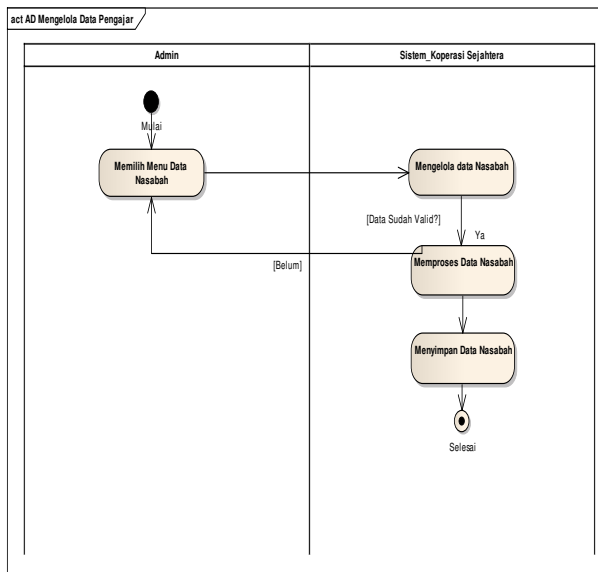 act AD Mengelola Data Pengajar
Admin
Sistem_Koperasi Sejahtera
Mulai
Memilih Menu Data
Nasabah
Mengelola data Nasabah
[Data Sudah Valid?]
Ya
[Belum]
Memproses Data Nasabah
Menyimpan Data Nasabah
Selesai